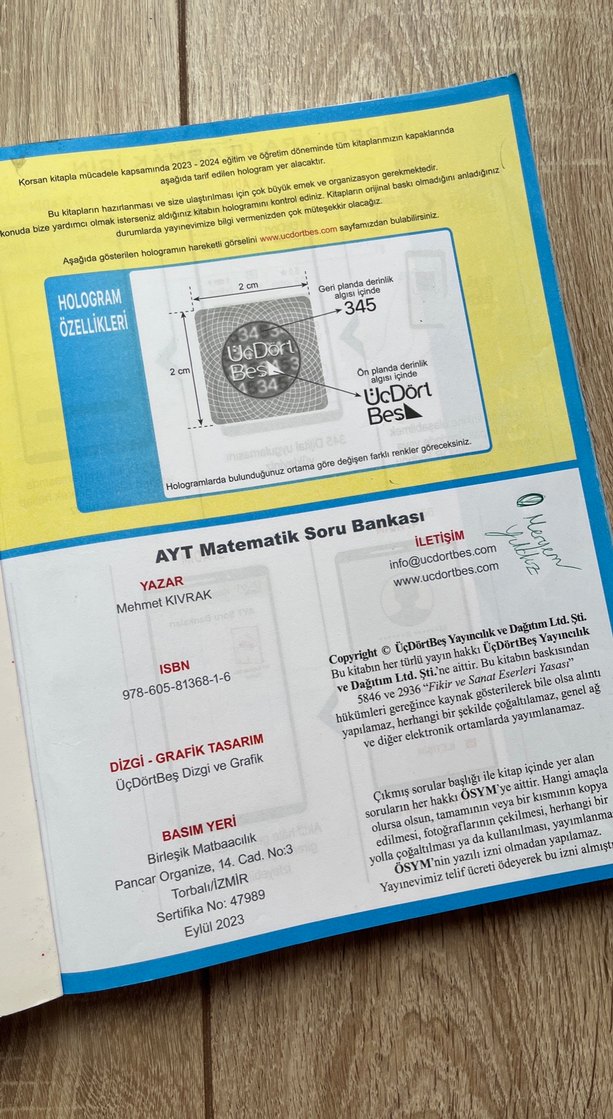 Korsan kitapla mücadele kapsamında 2023 - 2024 eğitim ve öğretim döneminde tüm kitaplarımızın kapaklarında
aşağıda tarif edilen hologram yer alacaktır.
Bu kitapların hazırlanması ve size ulaştırılması için çok büyük emek ve organizasyon gerekmektedir.
konuda bize yardımcı olmak isterseniz aldığınız kitabın hologramını kontrol ediniz. Kitapların orijinal baskı olmadığını anladığınız
durumlarda yayınevimize bilgi vermenizden çok müteşekkir olacağız.
Aşağıda gösterilen hologramın hareketli görselini www.ucdortbes.com sayfamızdan bulabilirsiniz.
HOLOGRAM
ÖZELLİKLERİ
2 cm
2 cm
ÜçDört
Beş
345
Geri planda derinlik
algısı içinde
345
Ön planda derinlik
algısı içinde
ÜçDört
Beş
Hologramlarda bulunduğunuz ortama göre değişen farklı renkler göreceksiniz.
AYT Matematik Soru Bankası
YAZAR
Mehmet KIVRAK
ISBN
978-605-81368-1-6
DİZGİ - GRAFİK TASARIM
ÜçDörtBeş Dizgi ve Grafik
BASIM YERİ
Birleşik Matbaacılık
Pancar Organize, 14. Cad. No:3
Torbalı/İZMİR
Sertifika No: 47989
Eylül 2023
İLETİŞİM
info@ucdortbes.com
www.ucdortbes.com
Meryem
Yıldız
Copyright © ÜçDörtBeş Yayıncılık ve Dağıtım Ltd. Şti.
Bu kitabın her türlü yayın hakkı ÜçDörtBeş Yayıncılık
ve Dağıtım Ltd. Şti.'ne aittir. Bu kitabın baskısından
5846 ve 2936 "Fikir ve Sanat Eserleri Yasası"
hükümleri gereğince kaynak gösterilerek bile olsa alıntı
yapılamaz, herhangi bir şekilde çoğaltılamaz, genel ağ
ve diğer elektronik ortamlarda yayımlanamaz.
Çıkmış sorular başlığı ile kitap içinde yer alan
soruların her hakkı ÖSYM'ye aittir. Hangi amaçla
olursa olsun, tamamının veya bir kısmının kopya
edilmesi, fotoğraflarının çekilmesi, herhangi bir
yolla çoğaltılması ya da kullanılması, yayımlanma
ÖSYM'nin yazılı izni olmadan yapılamaz.
Yayınevimiz telif ücreti ödeyerek bu izni almıştı